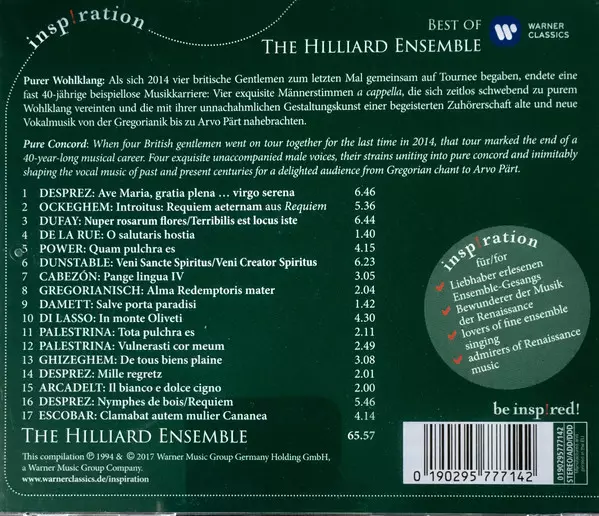 insp!ration
BEST OF
THE HILLIARD ENSEMBLE
WARNER
CLASSICS
Purer Wohlklang: Als sich 2014 vier britische Gentlemen zum letzten Mal gemeinsam auf Tournee begaben, endete eine
fast 40-jährige beispiellose Musikkarriere: Vier exquisite Männerstimmen a cappella, die sich zeitlos schwebend zu purem
Wohlklang vereinten und die mit ihrer unnachahmlichen Gestaltungskunst einer begeisterten Zuhörerschaft alte und neue
Vokalmusik von der Gregorianik bis zu Arvo Pärt nahebrachten.
Pure Concord: When four British gentlemen went on tour together for the last time in 2014, that tour marked the end of a
40-year-long musical career. Four exquisite unaccompanied male voices, their strains uniting into pure concord and inimitably
shaping the vocal music of past and present centuries for a delighted audience from Gregorian chant to Arvo Pärt.
1 DESPREZ: Ave Maria, gratia plena ... virgo serena 6.46
2 OCKEGHEM: Introitus: Requiem aeternam aus Requiem 5.36
3 DUFAY: Nuper rosarum flores/Terribilis est locus iste 6.44
4 DE LA RUE: O salutaris hostia 1.40
5 POWER: Quam pulchra es 4.15
6 DUNSTABLE: Veni Sancte Spiritus/Veni Creator Spiritus 6.23
7 CABEZÓN: Pange lingua IV 3.05
8 GREGORIANISCH: Alma Redemptoris mater 2.04
9 DAMETT: Salve porta paradisi 1.42
10 DI LASSO: In monte Oliveti 4.30
11 PALESTRINA: Tota pulchra es 2.11
12 PALESTRINA: Vulnerasti cor meum 2.49
13 GHIZEGHEM: De tous biens plaine 3.08
14 DESPREZ: Mille regretz 2.01
15 ARCADELT: Il bianco e dolce cigno 2.00
16 DESPREZ: Nymphes de bois/Requiem 5.46
17 ESCOBAR: Clamabat autem mulier Cananea 4.14
THE HILLIARD ENSEMBLE 65.57
This compilation ℗ 1994 & © 2017 Warner Music Group Germany Holding GmbH,
a Warner Music Group Company.
www.warnerclassics.de/inspiration
insp!ration
für/for
Liebhaber erlesenen
Ensemble-Gesangs
Bewunderer der Musik
der Renaissance
lovers of fine ensemble
singing
admirers of Renaissance
music
be insp!red!
0 190295 777142
0190295777142
STEREO/ADD/DDD